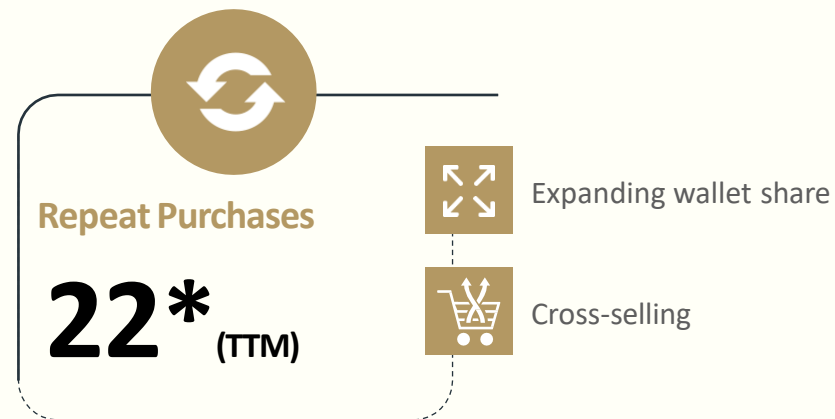 Repeat Purchases
22* (TTM)
Expanding wallet share
Cross-selling